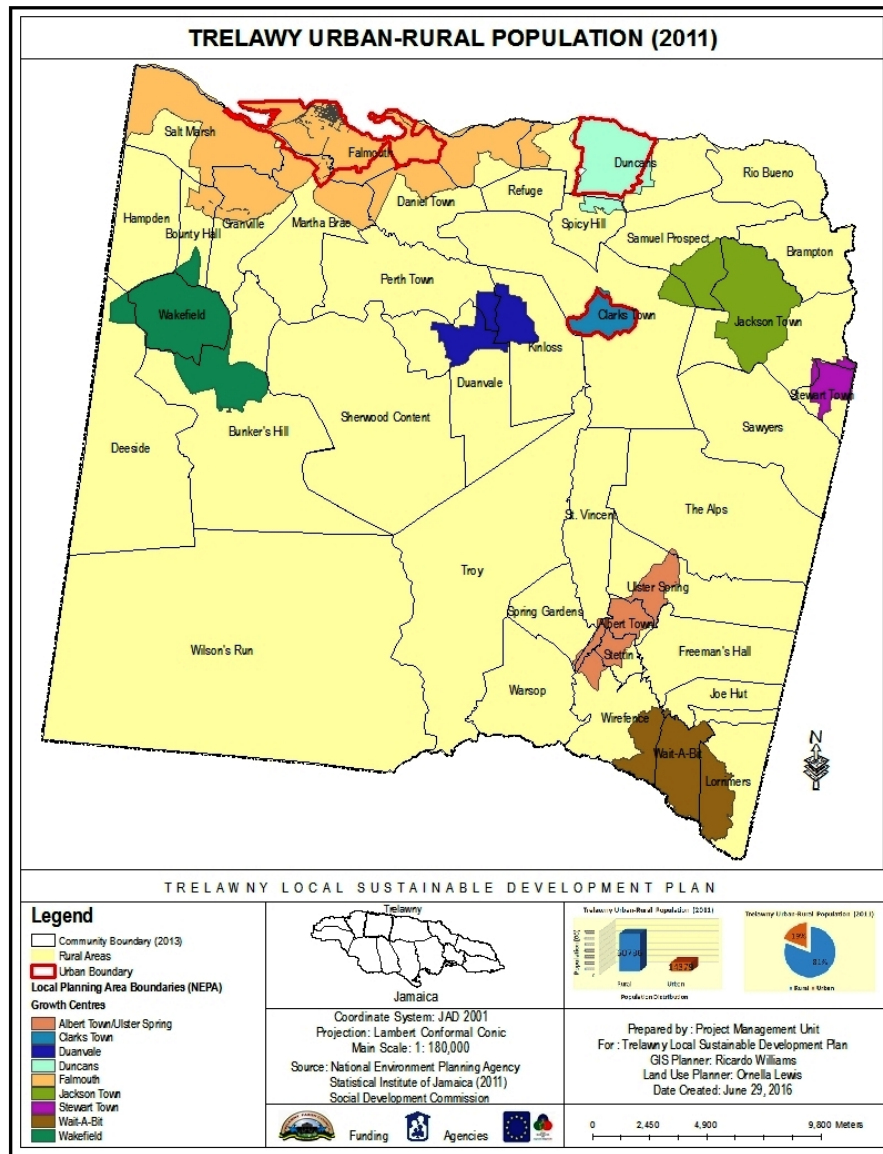 TRELAWY URBAN-RURAL POPULATION (2011)
Salt Marsh
Falmouth
Duncans
Rio Bueno
Hampden
Bounty Hall
Granville
Martha Brae
Daniel Town
Refuge
Spicy Hill
Samuel Prospect
Brampton
Perth Town
Wakefield
Clarks Town
Jackson Town
Kinloss
Duanvale
Stewart Town
Sherwood Content
Sawyers
Deeside
Bunker's Hill
St. Vincent
The Alps
Troy
Ulster Spring
Spring Gardens
Albert Town
Wilson's Run
Stettin
Freeman's Hall
Warsop
Joe Hut
Wirefence
Wait-A-Bit
Lorrimers
N
TRELAWNY LOCAL SUSTAINABLE DEVELOPMENT PLAN
Legend
Community Boundary (2013)
Rural Areas
Urban Boundary
Local Planning Area Boundaries (NEPA)
Growth Centres
Albert Town/Ulster Spring
Clarks Town
Duanvale
Duncans
Falmouth
Jackson Town
Stewart Town
Wait-A-Bit
Wakefield
Trelawny
Jamaica
Coordinate System: JAD 2001
Projection: Lambert Conformal Conic
Main Scale: 1: 180,000
Source: National Environment Planning Agency
Statistical Institute of Jamaica (2011)
Social Development Commission
Funding Agencies
Trelawny Urban-Rural Population (2011)
Population
Rural Urban
Population Distribution
Trelawny Urban-Rural Population (2011)
19%
81%
Rural Urban
Prepared by : Project Management Unit
For : Trelawny Local Sustainable Development Plan
GIS Planner: Ricardo Williams
Land Use Planner: Ornella Lewis
Date Created: June 29, 2016
0 2,450 4,900 9,800 Meters